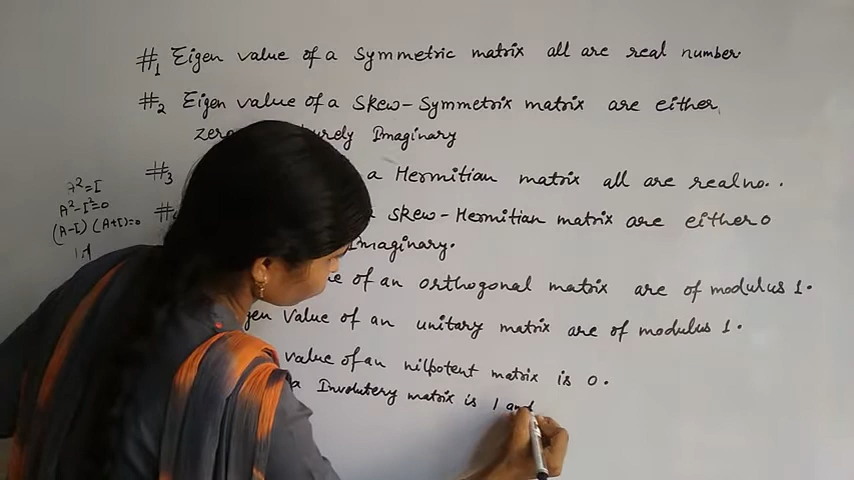 #1 Eigen value of a Symmetric matrix all are real number
#2 Eigen value of a Skew-Symmetrix matrix are either
Imaginary
#3 a Hermitian matrix all are real no..
Skew-Hermitian matrix are either 0
Imaginary.
of an orthogonal matrix are of modulus 1.
value of an unitary matrix are of modulus 1.
value of an nilpotent matrix is 0.
a Involutery matrix is 1 and
A²=I
A²-I²=0
(A-I) (A+I)=0